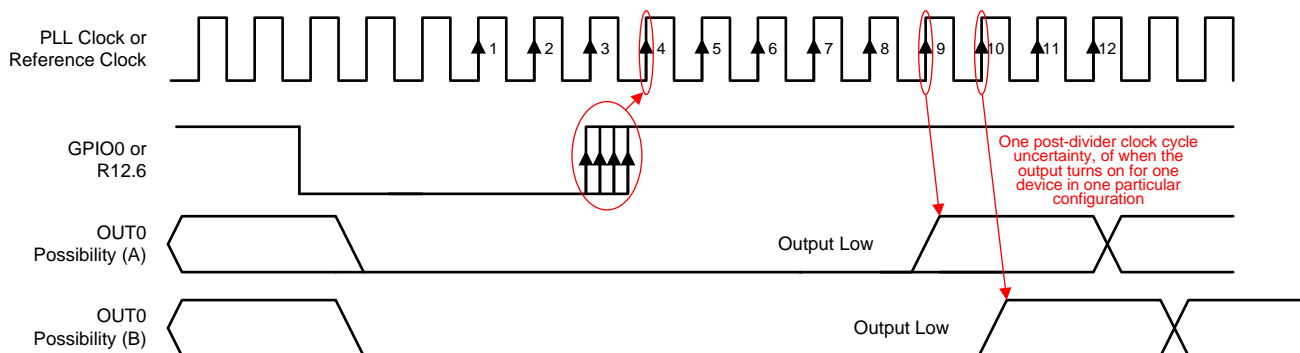 PLL Clock or
Reference Clock
1 2 3 4 5 6 7 8 9 10 11 12
GPIO0 or
R12.6
One post-divider clock cycle
uncertainty, of when the
output turns on for one
device in one particular
configuration
OUT0
Possibility (A)
Output Low
OUT0
Possibility (B)
Output Low